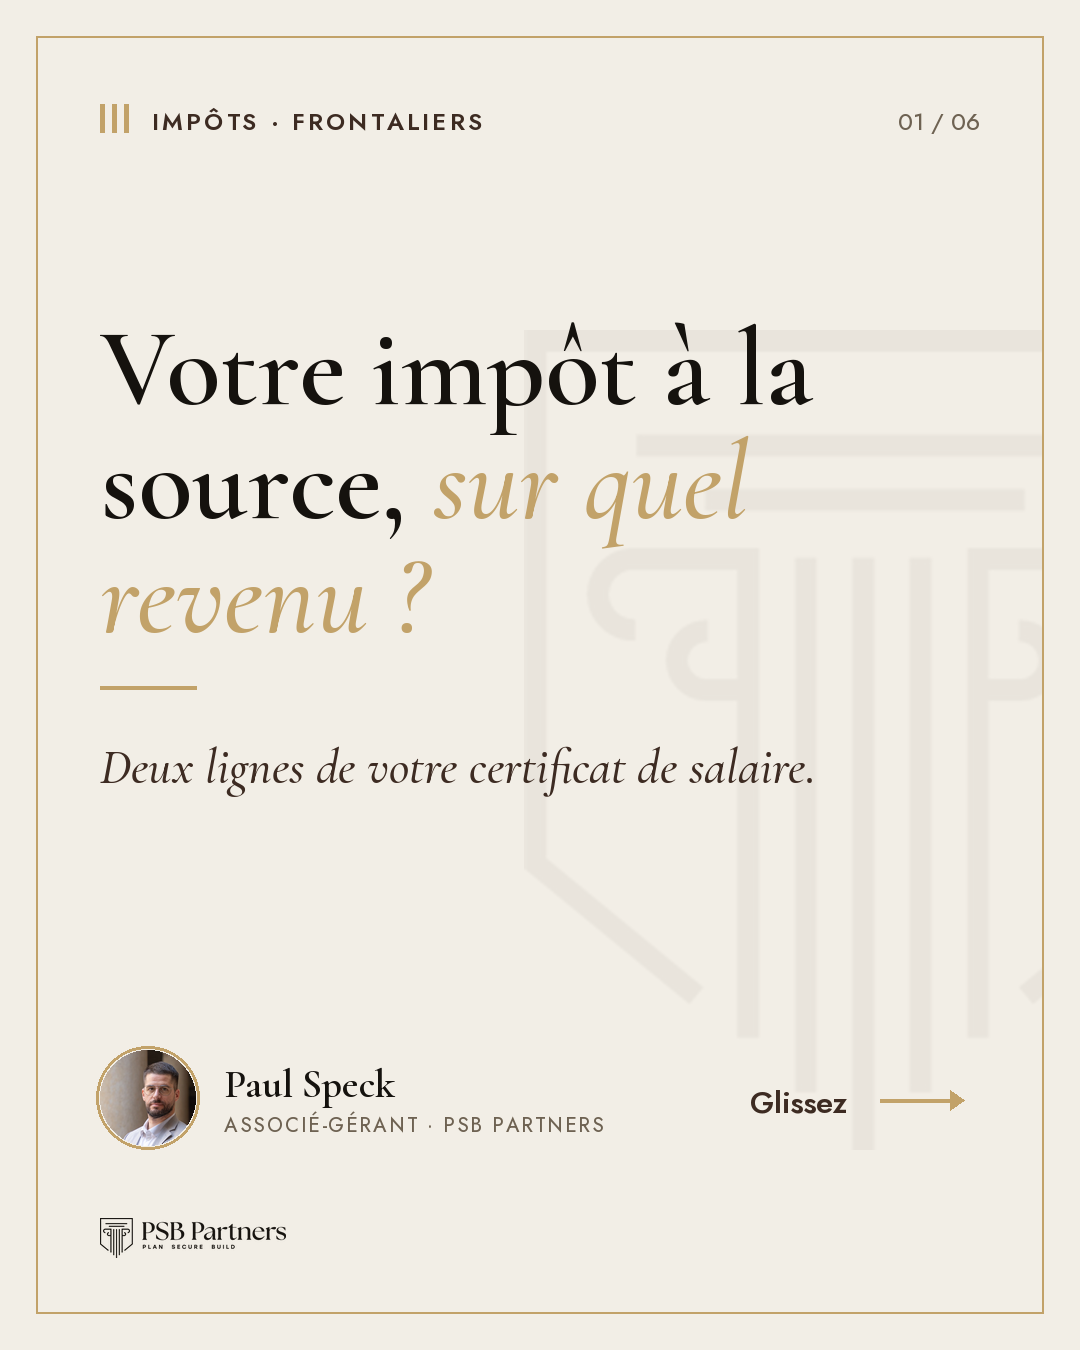 IMPÔTS · FRONTALIERS
01 / 06
Votre impôt à la
source, sur quel
revenu ?
Deux lignes de votre certificat de salaire.
Paul Speck
ASSOCIÉ-GÉRANT · PSB PARTNERS
Glissez
PSB Partners
PLAN SECURE BUILD